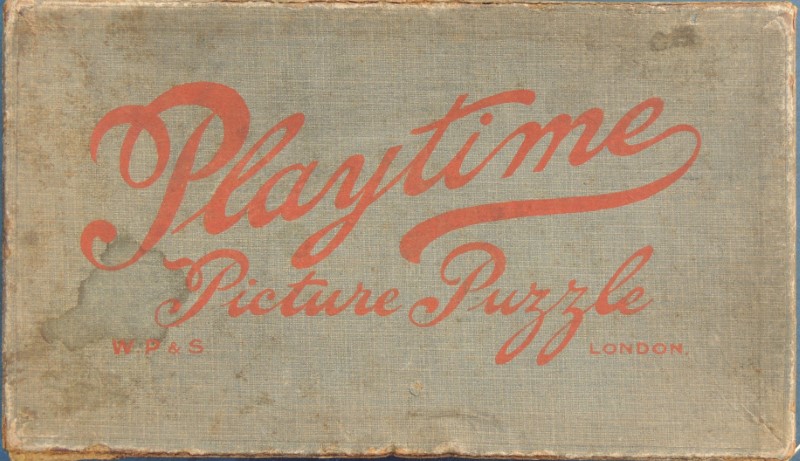 Playtime
Picture Puzzle
W.P. & S. LONDON.